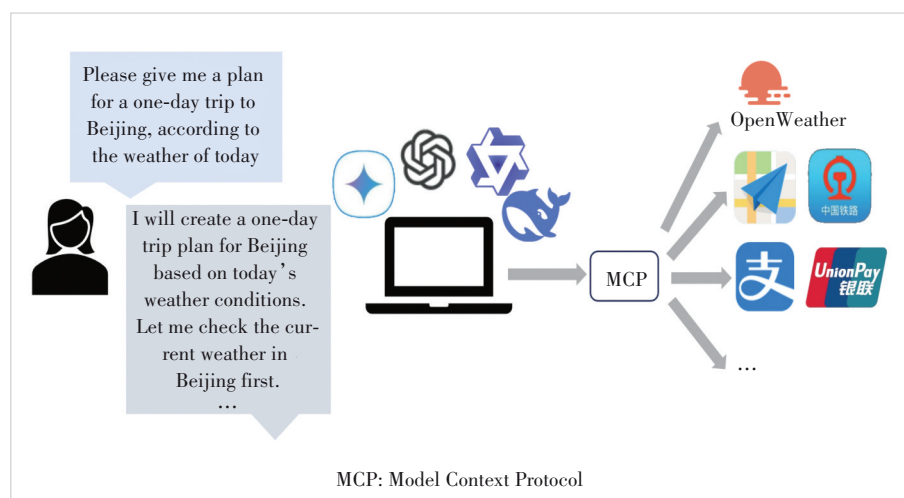 Please give me a plan
for a one-day trip to
Beijing, according to
the weather of today
I will create a one-day
trip plan for Beijing
based on today's
weather conditions.
Let me check the cur-
rent weather in
Beijing first.
…
MCP
OpenWeather
中国铁路
支
UnionPay
银联
…
MCP: Model Context Protocol